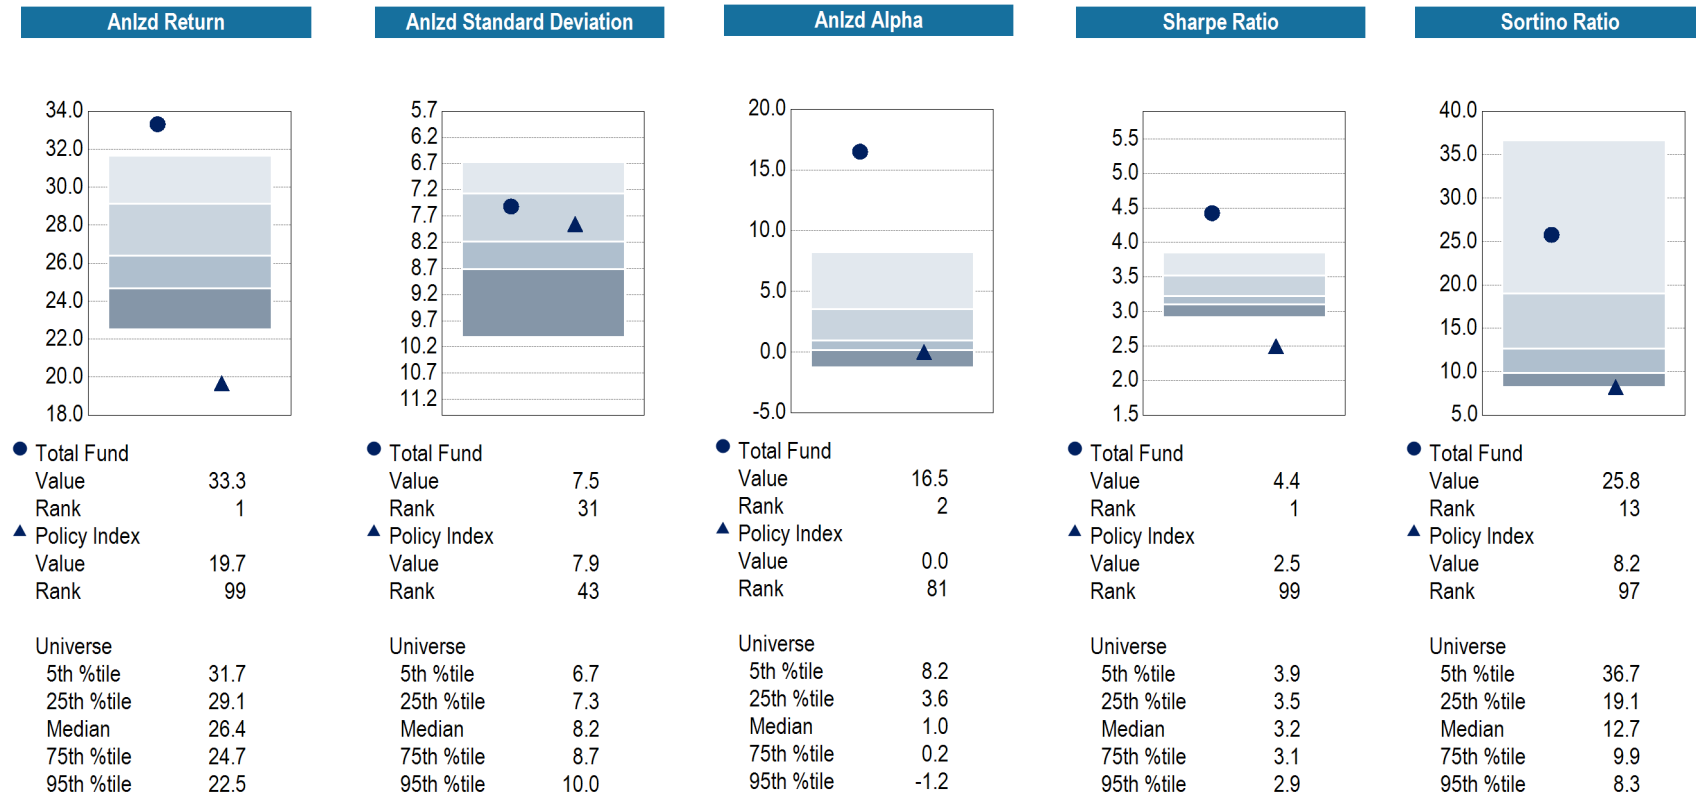 Anlzd Return
34.0
32.0
30.0
28.0
26.0
24.0
22.0
20.0
18.0
Total Fund
Value 33.3
Rank 1
Policy Index
Value 19.7
Rank 99
Universe
5th %tile 31.7
25th %tile 29.1
Median 26.4
75th %tile 24.7
95th %tile 22.5
Anlzd Standard Deviation
5.7
6.2
6.7
7.2
7.7
8.2
8.7
9.2
9.7
10.2
10.7
11.2
Total Fund
Value 7.5
Rank 31
Policy Index
Value 7.9
Rank 43
Universe
5th %tile 6.7
25th %tile 7.3
Median 8.2
75th %tile 8.7
95th %tile 10.0
Anlzd Alpha
20.0
15.0
10.0
5.0
0.0
-5.0
Total Fund
Value 16.5
Rank 2
Policy Index
Value 0.0
Rank 81
Universe
5th %tile 8.2
25th %tile 3.6
Median 1.0
75th %tile 0.2
95th %tile -1.2
Sharpe Ratio
5.5
5.0
4.5
4.0
3.5
3.0
2.5
2.0
1.5
Total Fund
Value 4.4
Rank 1
Policy Index
Value 2.5
Rank 99
Universe
5th %tile 3.9
25th %tile 3.5
Median 3.2
75th %tile 3.1
95th %tile 2.9
Sortino Ratio
40.0
35.0
30.0
25.0
20.0
15.0
10.0
5.0
Total Fund
Value 25.8
Rank 13
Policy Index
Value 8.2
Rank 97
Universe
5th %tile 36.7
25th %tile 19.1
Median 12.7
75th %tile 9.9
95th %tile 8.3